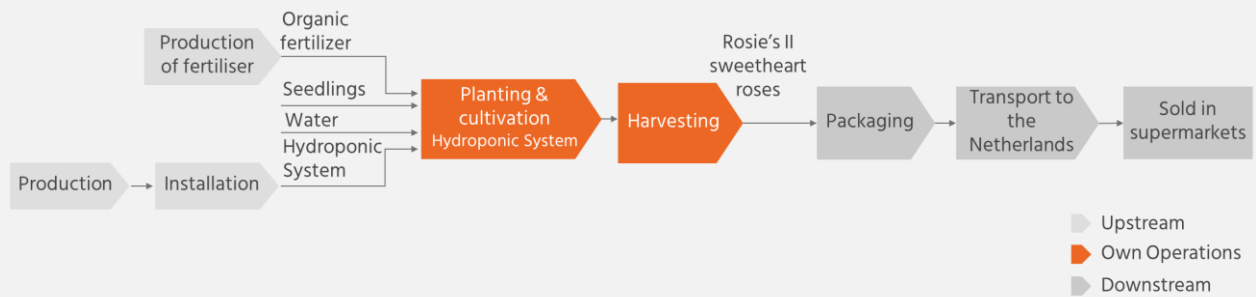 Production
of fertiliser
Organic
fertilizer
Seedlings
Water
Hydroponic
System
Production
Installation
Planting &
cultivation
Hydroponic System
Harvesting
Rosie's II
sweetheart
roses
Packaging
Transport to
the
Netherlands
Sold in
supermarkets
Upstream
Own Operations
Downstream